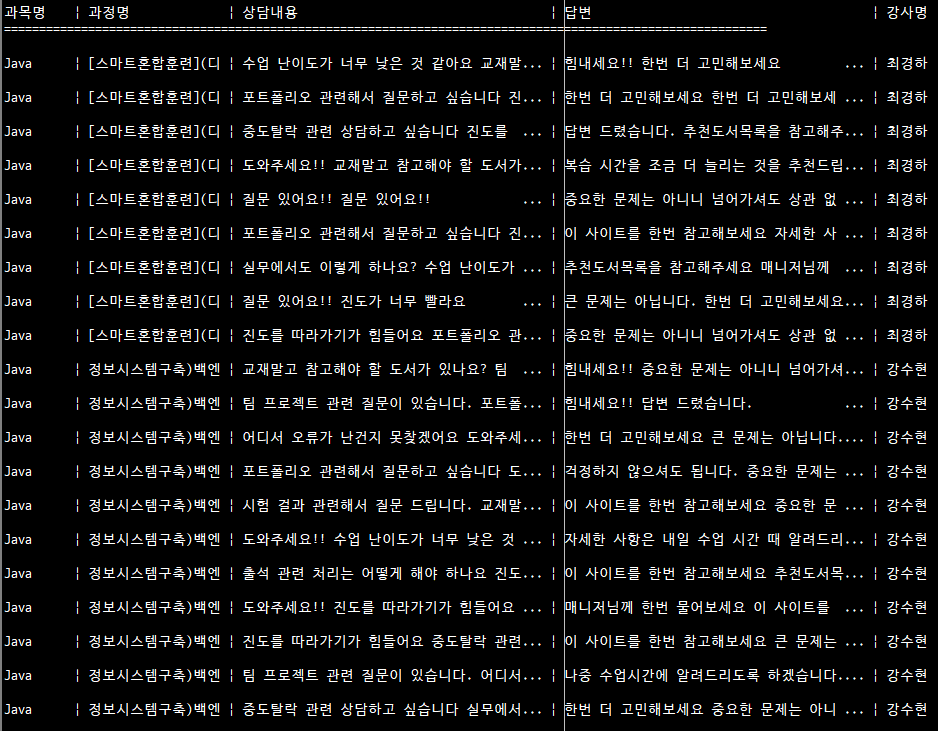 과목명 ¦ 과정명 ¦ 상담내용 ¦ 답변 ¦ 강사명
=============================================================================================================
Java ¦ [스마트혼합훈련](디 ¦ 수업 난이도가 너무 낮은 것 같아요 교재말... ¦ 힘내세요!! 한번 더 고민해보세요 ... ¦ 최경하
Java ¦ [스마트혼합훈련](디 ¦ 포트폴리오 관련해서 질문하고 싶습니다 진... ¦ 한번 더 고민해보세요 한번 더 고민해보세 ... ¦ 최경하
Java ¦ [스마트혼합훈련](디 ¦ 중도탈락 관련 상담하고 싶습니다 진도를 ... ¦ 답변 드렸습니다. 추천도서목록을 참고해주... ¦ 최경하
Java ¦ [스마트혼합훈련](디 ¦ 도와주세요!! 교재말고 참고해야 할 도서가... ¦ 복습 시간을 조금 더 늘리는 것을 추천드립... ¦ 최경하
Java ¦ [스마트혼합훈련](디 ¦ 질문 있어요!! 질문 있어요!! ... ¦ 중요한 문제는 아니니 넘어가셔도 상관 없 ... ¦ 최경하
Java ¦ [스마트혼합훈련](디 ¦ 포트폴리오 관련해서 질문하고 싶습니다 진... ¦ 이 사이트를 한번 참고해보세요 자세한 사 ... ¦ 최경하
Java ¦ [스마트혼합훈련](디 ¦ 실무에서도 이렇게 하나요? 수업 난이도가 ... ¦ 추천도서목록을 참고해주세요 매니저님께 ... ¦ 최경하
Java ¦ [스마트혼합훈련](디 ¦ 질문 있어요!! 진도가 너무 빨라요 ... ¦ 큰 문제는 아닙니다. 한번 더 고민해보세요... ¦ 최경하
Java ¦ [스마트혼합훈련](디 ¦ 진도를 따라가기가 힘들어요 포트폴리오 관... ¦ 중요한 문제는 아니니 넘어가셔도 상관 없 ... ¦ 최경하
Java ¦ 정보시스템구축)백엔 ¦ 교재말고 참고해야 할 도서가 있나요? 팀 ... ¦ 힘내세요!! 중요한 문제는 아니니 넘어가셔... ¦ 강수현
Java ¦ 정보시스템구축)백엔 ¦ 팀 프로젝트 관련 질문이 있습니다. 포트폴... ¦ 힘내세요!! 답변 드렸습니다. ... ¦ 강수현
Java ¦ 정보시스템구축)백엔 ¦ 어디서 오류가 난건지 못찾겠어요 도와주세... ¦ 한번 더 고민해보세요 큰 문제는 아닙니다.... ¦ 강수현
Java ¦ 정보시스템구축)백엔 ¦ 포트폴리오 관련해서 질문하고 싶습니다 도... ¦ 걱정하지 않으셔도 됩니다. 중요한 문제는 ... ¦ 강수현
Java ¦ 정보시스템구축)백엔 ¦ 시험 결과 관련해서 질문 드립니다. 교재말... ¦ 이 사이트를 한번 참고해보세요 중요한 문 ... ¦ 강수현
Java ¦ 정보시스템구축)백엔 ¦ 도와주세요!! 수업 난이도가 너무 낮은 것 ... ¦ 자세한 사항은 내일 수업 시간 때 알려드리... ¦ 강수현
Java ¦ 정보시스템구축)백엔 ¦ 출석 관련 처리는 어떻게 해야 하나요 진도... ¦ 이 사이트를 한번 참고해보세요 추천도서목... ¦ 강수현
Java ¦ 정보시스템구축)백엔 ¦ 도와주세요!! 진도를 따라가기가 힘들어요 ... ¦ 매니저님께 한번 물어보세요 이 사이트를 ... ¦ 강수현
Java ¦ 정보시스템구축)백엔 ¦ 진도를 따라가기가 힘들어요 중도탈락 관련... ¦ 이 사이트를 한번 참고해보세요 큰 문제는 ... ¦ 강수현
Java ¦ 정보시스템구축)백엔 ¦ 팀 프로젝트 관련 질문이 있습니다. 어디서... ¦ 나중 수업시간에 알려드리도록 하겠습니다.... ¦ 강수현
Java ¦ 정보시스템구축)백엔 ¦ 중도탈락 관련 상담하고 싶습니다 실무에서... ¦ 한번 더 고민해보세요 중요한 문제는 아니 ... ¦ 강수현